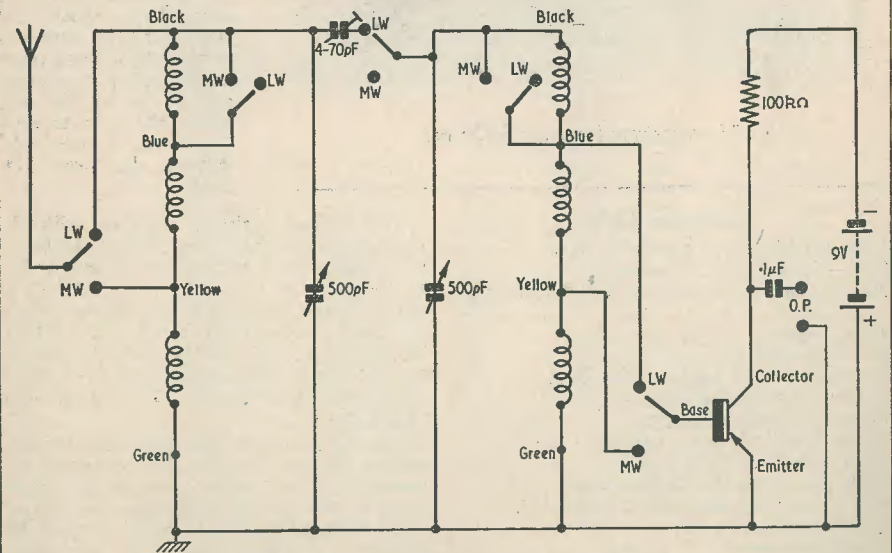 Black
4-70pF
LW
MW
Black
MW
LW
Blue
MW
LW
Blue
100kΩ
LW
MW
Yellow
500pF
500pF
Yellow
·1µF
O.P.
9V
−
+
LW
MW
Base
Collector
Emitter
Green
Green